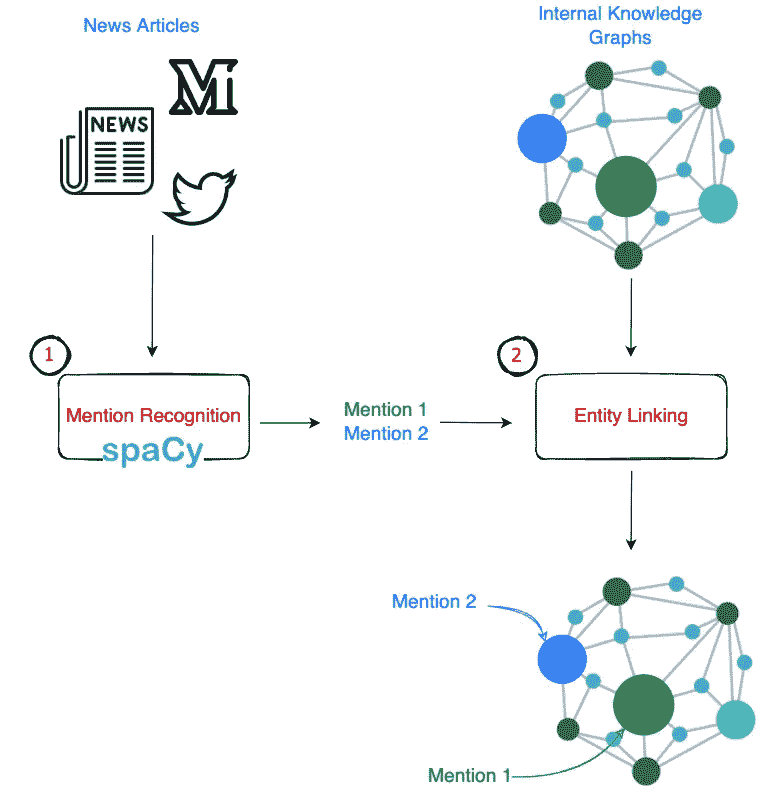 News Articles
Internal Knowledge
Graphs
M
NEWS
1
Mention Recognition
spaCy
Mention 1
Mention 2
2
Entity Linking
Mention 2
Mention 1